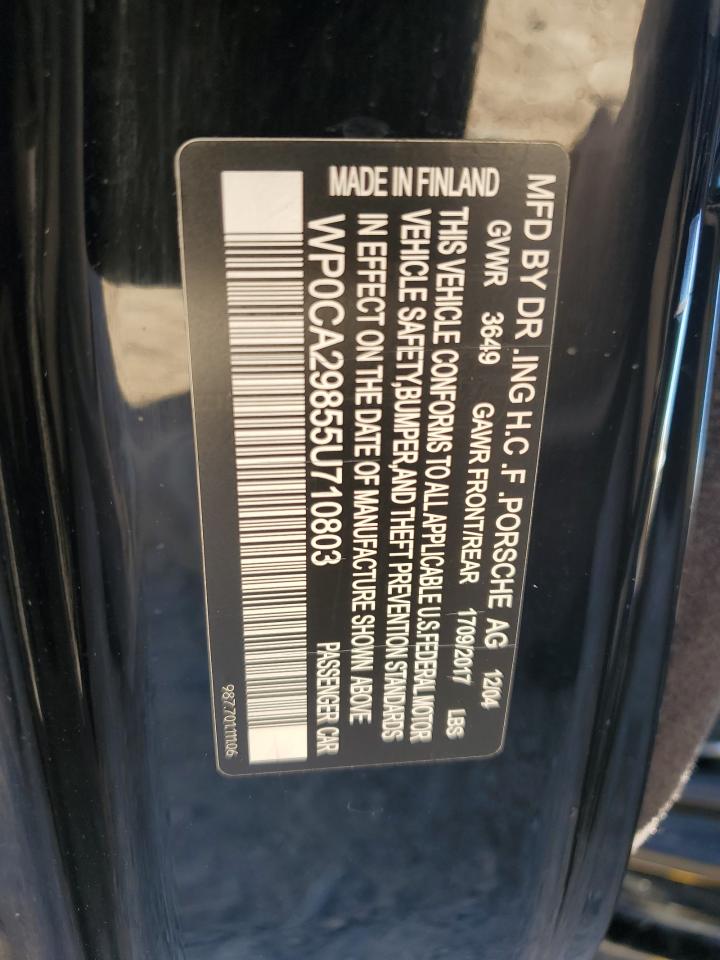 MFD BY DR .ING H.C .F .PORSCHE AG 12/04
GVWR 3649 GAWR FRONT/REAR 1709/2017 LBS
THIS VEHICLE CONFORMS TO ALL APPLICABLE U.S.FEDERAL MOTOR
VEHICLE SAFETY,BUMPER,AND THEFT PREVENTION STANDARDS
IN EFFECT ON THE DATE OF MANUFACTURE SHOWN ABOVE
MADE IN FINLAND
WP0CA29855U710803 PASSENGER CAR
987.701.111.06